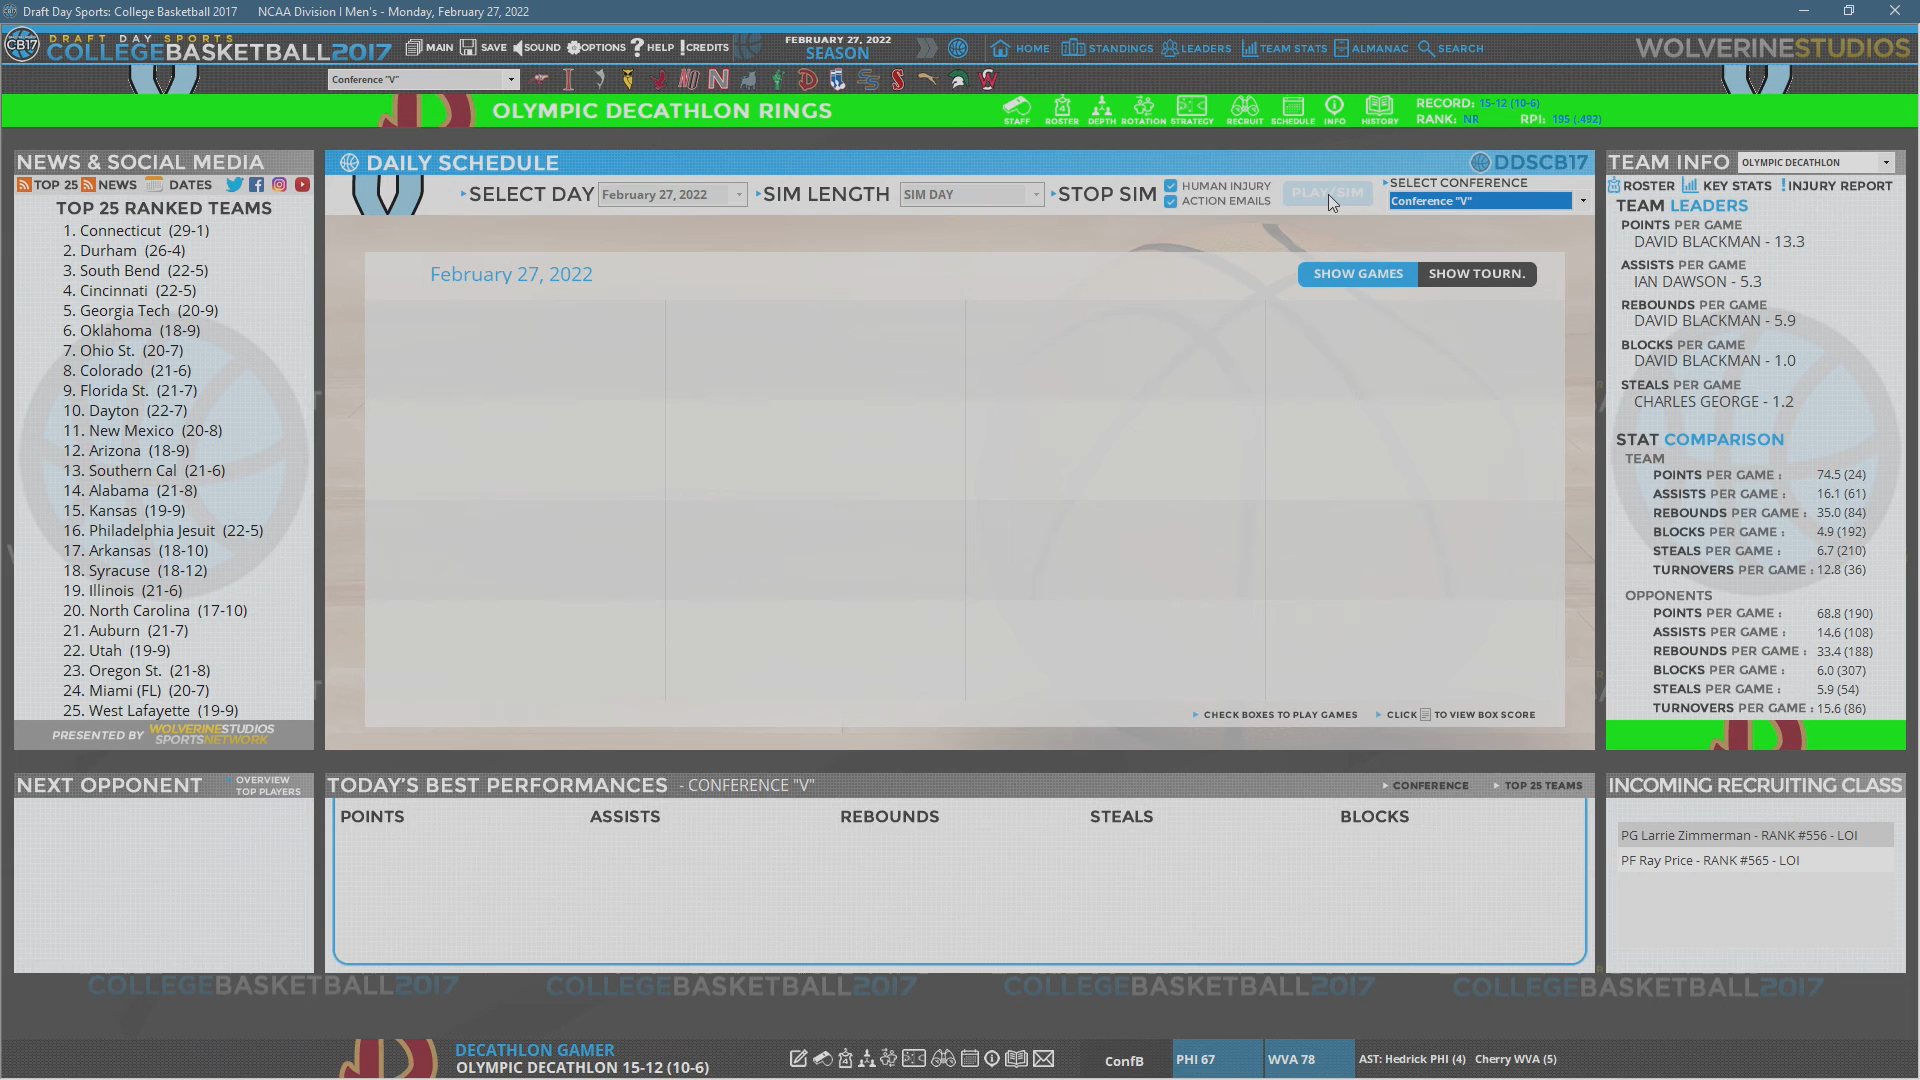 Draft Day Sports: College Basketball 2017 NCAA Division I Men's - Monday, February 27, 2022
CB17 DRAFT DAY SPORTS COLLEGEBASKETBALL2017
MAIN SAVE SOUND OPTIONS HELP CREDITS
FEBRUARY 27, 2022
SEASON
HOME STANDINGS LEADERS TEAM STATS ALMANAC SEARCH
WOLVERINESTUDIOS
Conference "V"
OLYMPIC DECATHLON RINGS
STAFF ROSTER DEPTH ROTATION STRATEGY RECRUIT SCHEDULE INFO HISTORY
RECORD: 15-12 (10-6)
RANK: NR RPI: 195 (.492)
NEWS & SOCIAL MEDIA
TOP 25 NEWS DATES
TOP 25 RANKED TEAMS
1. Connecticut (29-1)
2. Durham (26-4)
3. South Bend (22-5)
4. Cincinnati (22-5)
5. Georgia Tech (20-9)
6. Oklahoma (18-9)
7. Ohio St. (20-7)
8. Colorado (21-6)
9. Florida St. (21-7)
10. Dayton (22-7)
11. New Mexico (20-8)
12. Arizona (18-9)
13. Southern Cal (21-6)
14. Alabama (21-8)
15. Kansas (19-9)
16. Philadelphia Jesuit (22-5)
17. Arkansas (18-10)
18. Syracuse (18-12)
19. Illinois (21-6)
20. North Carolina (17-10)
21. Auburn (21-7)
22. Utah (19-9)
23. Oregon St. (21-8)
24. Miami (FL) (20-7)
25. West Lafayette (19-9)
PRESENTED BY WOLVERINESTUDIOS SPORTSNETWORK
DAILY SCHEDULE
DDSCB17
SELECT DAY February 27, 2022 SIM LENGTH SIM DAY STOP SIM
HUMAN INJURY
ACTION EMAILS
PLAY/SIM
SELECT CONFERENCE
Conference "V"
February 27, 2022
SHOW GAMES SHOW TOURN.
CHECK BOXES TO PLAY GAMES CLICK TO VIEW BOX SCORE
TEAM INFO OLYMPIC DECATHLON
ROSTER KEY STATS INJURY REPORT
TEAM LEADERS
POINTS PER GAME
DAVID BLACKMAN - 13.3
ASSISTS PER GAME
IAN DAWSON - 5.3
REBOUNDS PER GAME
DAVID BLACKMAN - 5.9
BLOCKS PER GAME
DAVID BLACKMAN - 1.0
STEALS PER GAME
CHARLES GEORGE - 1.2
STAT COMPARISON
TEAM
POINTS PER GAME : 74.5 (24)
ASSISTS PER GAME : 16.1 (61)
REBOUNDS PER GAME : 35.0 (84)
BLOCKS PER GAME : 4.9 (192)
STEALS PER GAME : 6.7 (210)
TURNOVERS PER GAME : 12.8 (36)
OPPONENTS
POINTS PER GAME : 68.8 (190)
ASSISTS PER GAME : 14.6 (108)
REBOUNDS PER GAME : 33.4 (188)
BLOCKS PER GAME : 6.0 (307)
STEALS PER GAME : 5.9 (54)
TURNOVERS PER GAME : 15.6 (86)
NEXT OPPONENT
OVERVIEW
TOP PLAYERS
TODAY'S BEST PERFORMANCES - CONFERENCE "V"
CONFERENCE TOP 25 TEAMS
POINTS ASSISTS REBOUNDS STEALS BLOCKS
INCOMING RECRUITING CLASS
PG Larrie Zimmerman - RANK #556 - LOI
PF Ray Price - RANK #565 - LOI
COLLEGEBASKETBALL2017 COLLEGEBASKETBALL2017 COLLEGEBASKETBALL2017 COLLEGEBASKETBALL2017
DECATHLON GAMER
OLYMPIC DECATHLON 15-12 (10-6)
ConfB PHI 67 WVA 78 AST: Hedrick PHI (4) Cherry WVA (5)